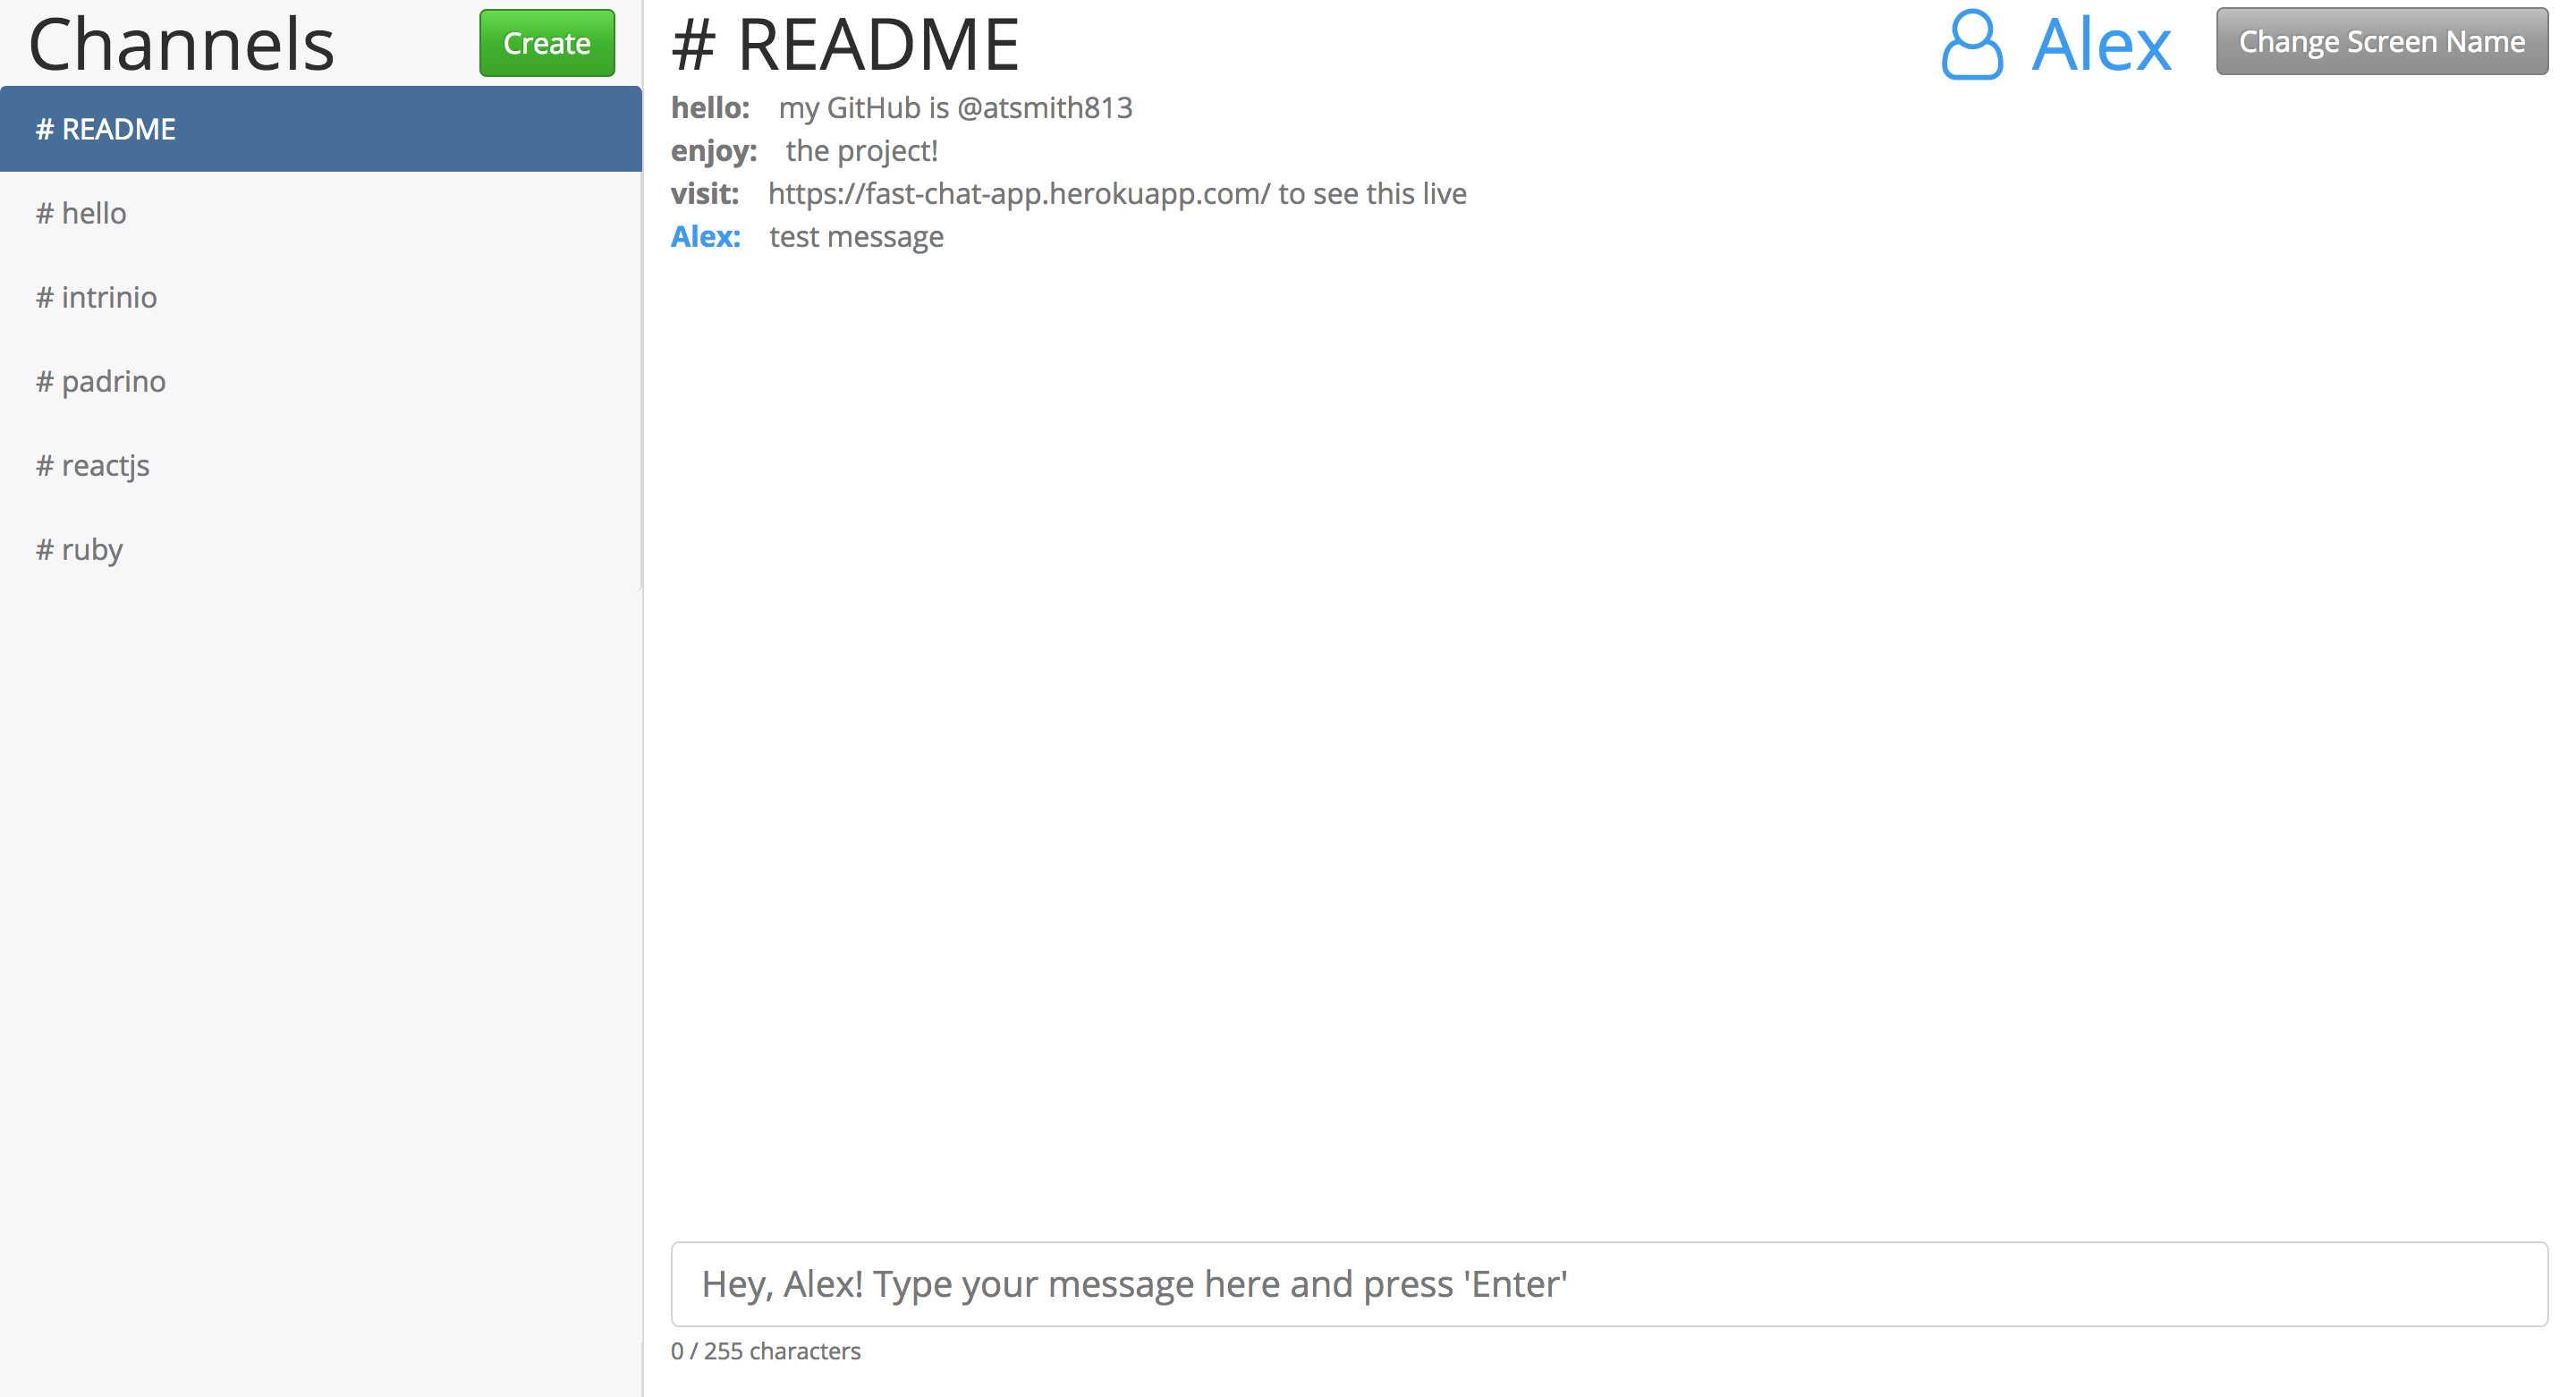 Channels
Create
# README
# hello
# intrinio
# padrino
# reactjs
# ruby
# README
Alex
Change Screen Name
hello: my GitHub is @atsmith813
enjoy: the project!
visit: https://fast-chat-app.herokuapp.com/ to see this live
Alex: test message
Hey, Alex! Type your message here and press 'Enter'
0 / 255 characters